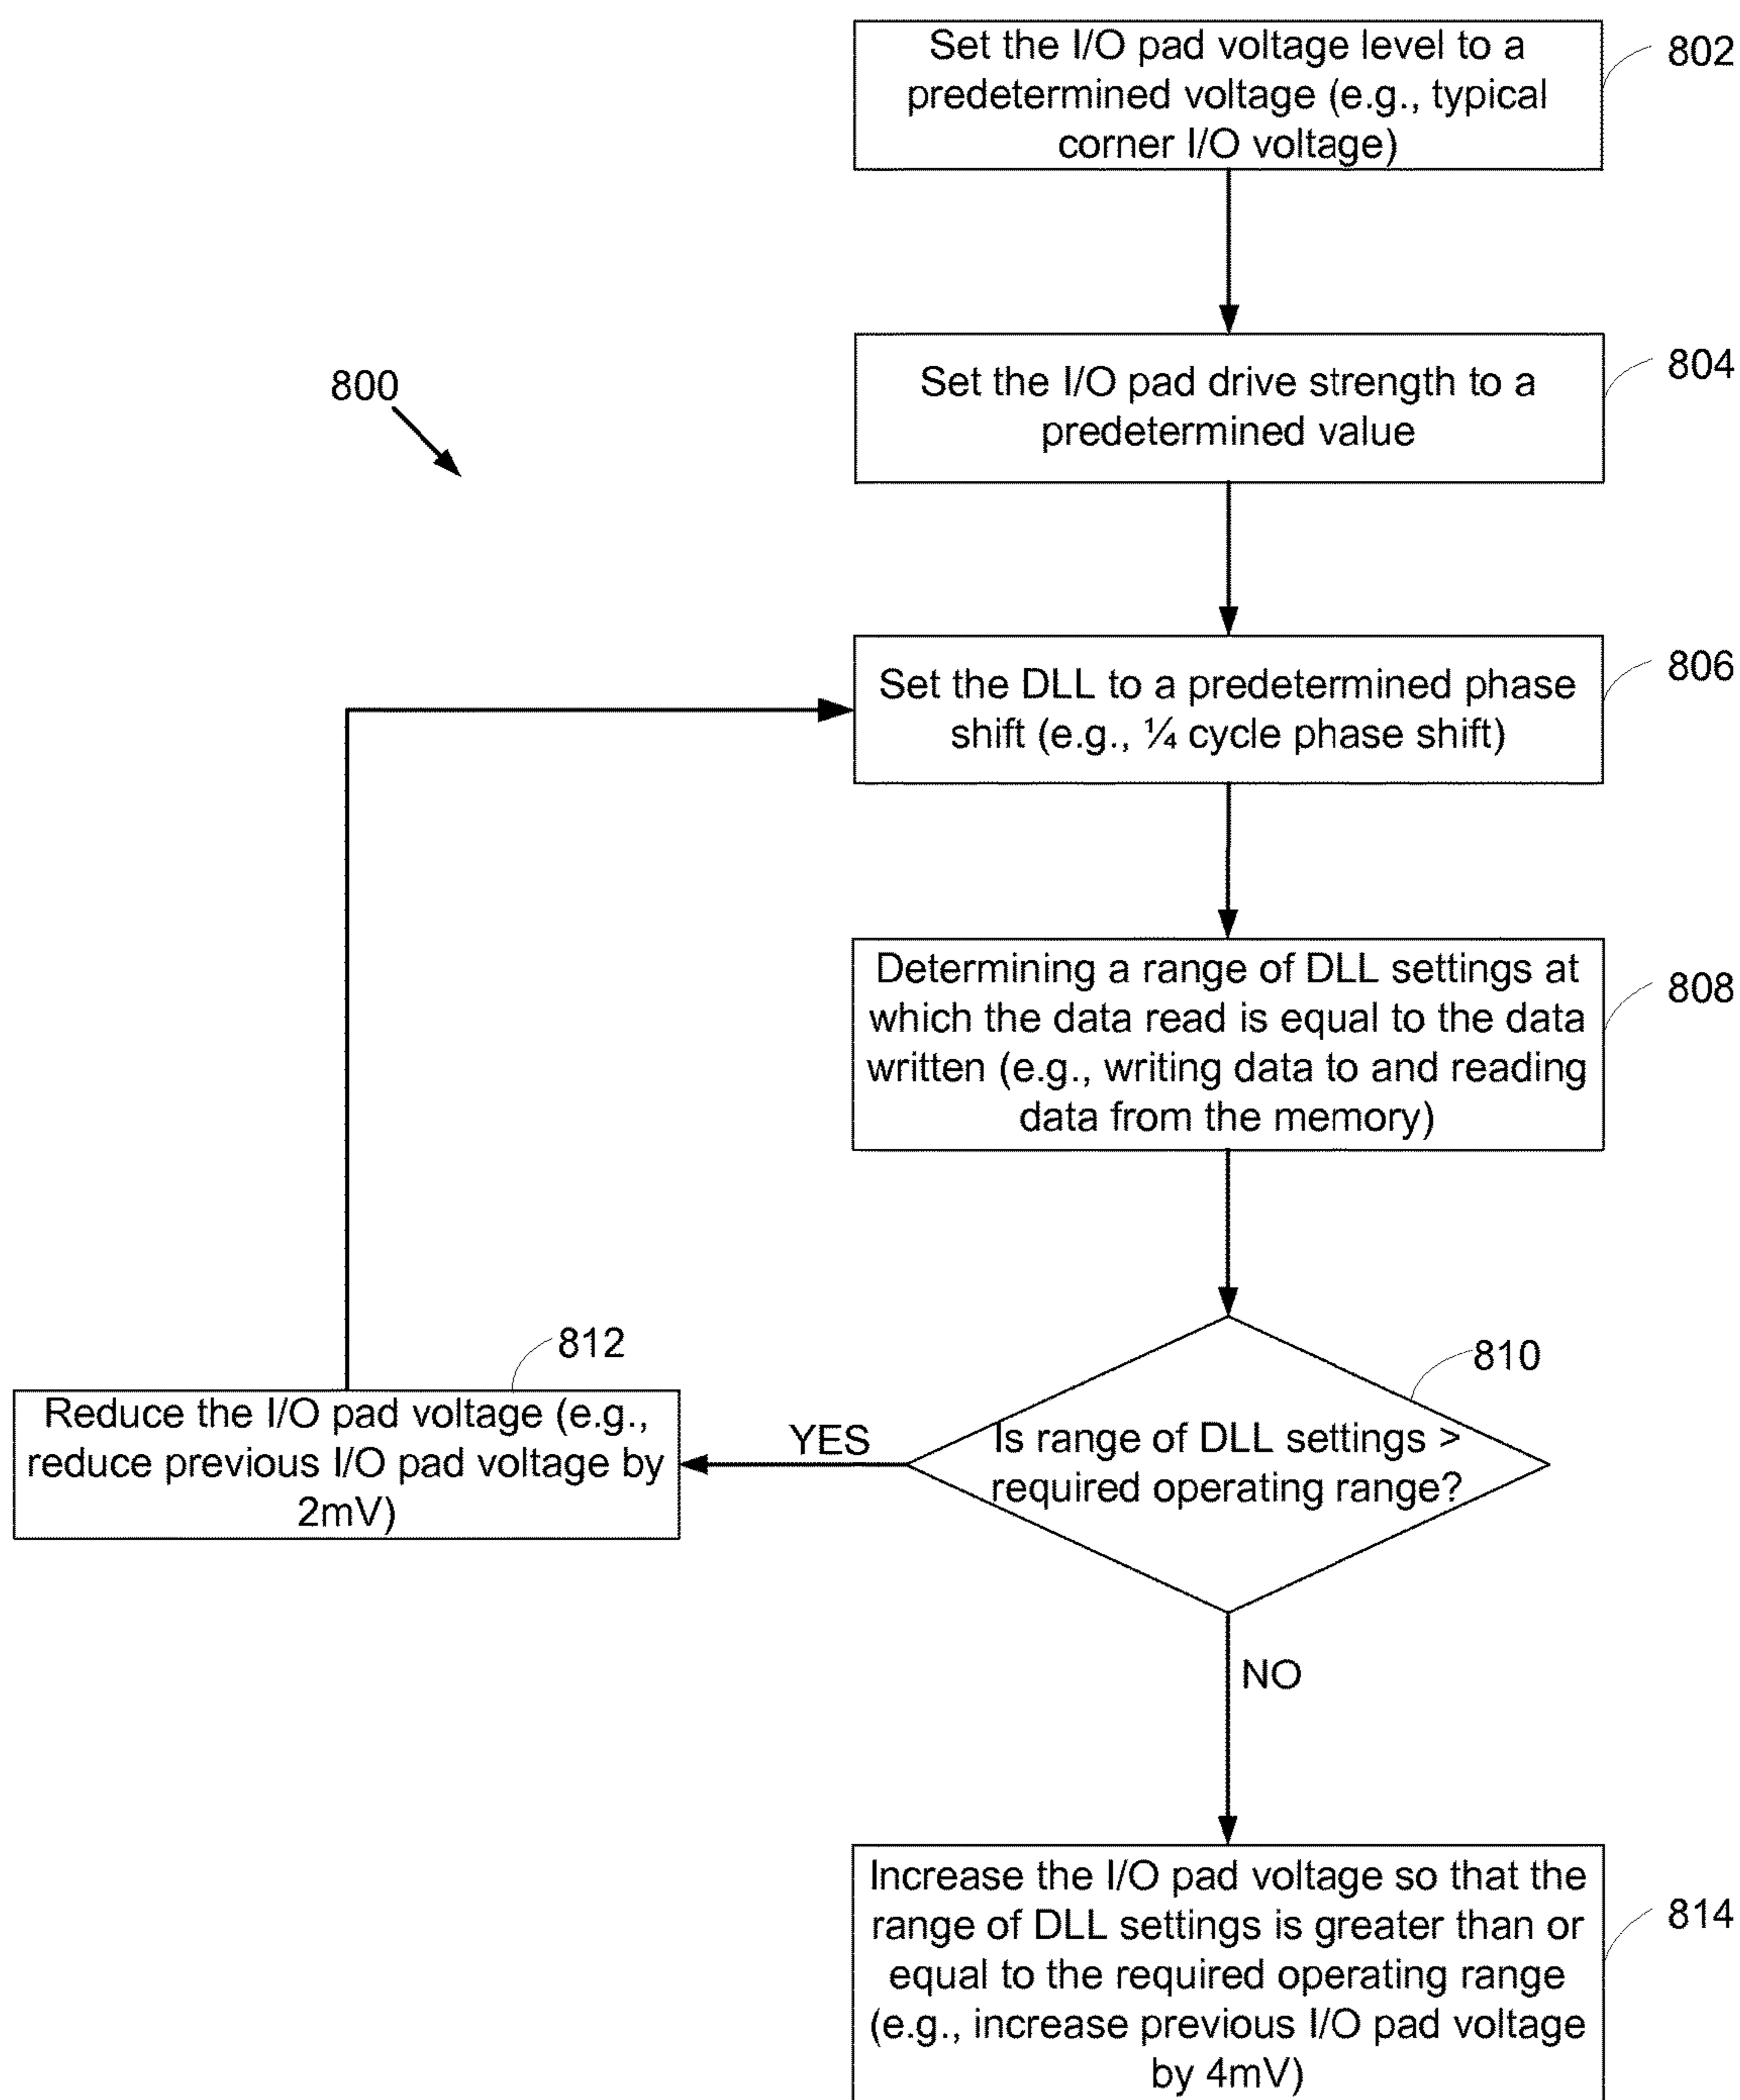 Set the I/O pad voltage level to a
predetermined voltage (e.g., typical
corner I/O voltage)
802
Set the I/O pad drive strength to a
predetermined value
804
800
Set the DLL to a predetermined phase
shift (e.g., ¼ cycle phase shift)
806
Determining a range of DLL settings at
which the data read is equal to the data
written (e.g., writing data to and reading
data from the memory)
808
812
Reduce the I/O pad voltage (e.g.,
reduce previous I/O pad voltage by
2mV)
YES
810
Is range of DLL settings >
required operating range?
NO
Increase the I/O pad voltage so that the
range of DLL settings is greater than or
equal to the required operating range
(e.g., increase previous I/O pad voltage
by 4mV)
814